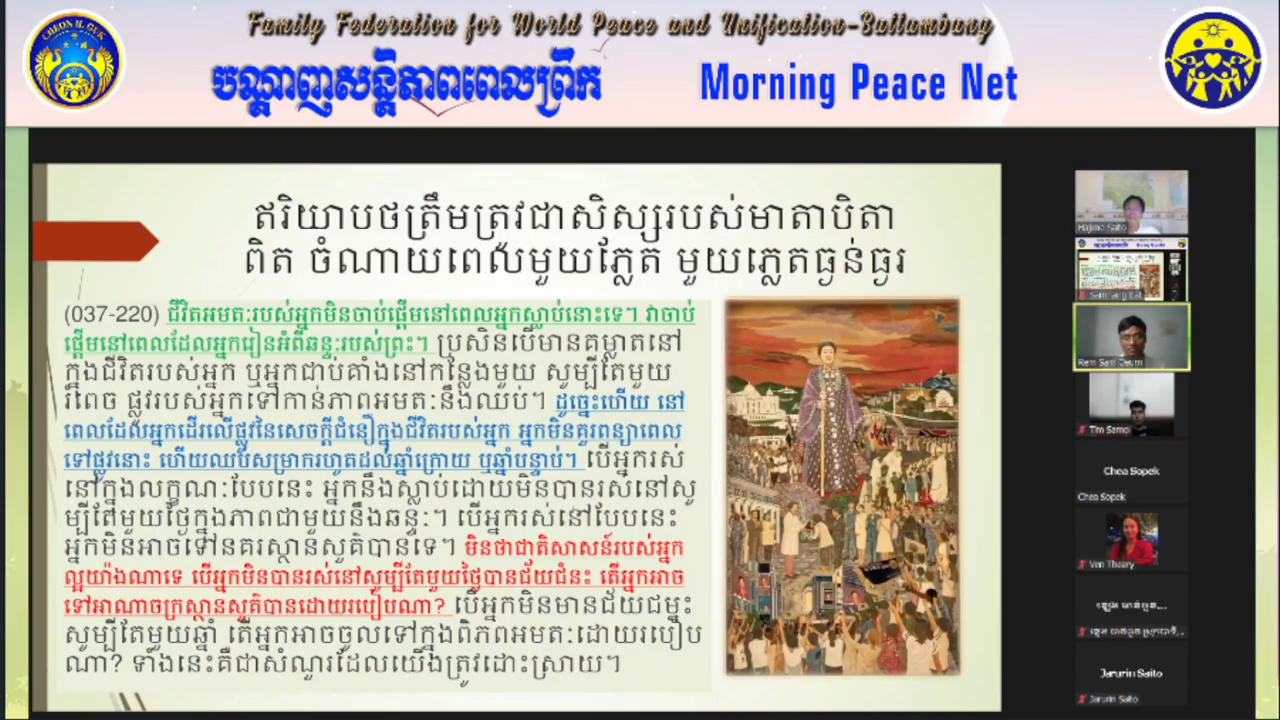 Family Federation for World Peace and Unification-Battambang
បណ្ដាញសន្តិភាពពេលព្រឹក Morning Peace Net
CHEON IL GUK
ឥរិយាបថត្រឹមត្រូវជាសិស្សរបស់មាតាបិតា
ពិត ចំណាយពេលមួយភ្លែត មួយភ្លេតធ្ងន់ធ្ងរ
(037-220) ជីវិតអមតៈរបស់អ្នកមិនចាប់ផ្តើមនៅពេលអ្នកស្លាប់នោះទេ។ វាចាប់
ផ្តើមនៅពេលដែលអ្នករៀនអំពីឆន្ទៈរបស់ព្រះ។ ប្រសិនបើមានគម្លាតនៅ
ក្នុងជីវិតរបស់អ្នក ឬអ្នកជាប់គាំងនៅកន្លែងមួយ សូម្បីតែមួយ
រំពេច ផ្លូវរបស់អ្នកទៅកាន់ភាពអមតៈនឹងឈប់។ ដូច្នេះហើយ នៅ
ពេលដែលអ្នកដើរលើផ្លូវនៃសេចក្តីជំនឿក្នុងជីវិតរបស់អ្នក អ្នកមិនគួរពន្យាពេល
ទៅផ្លូវនោះ ហើយឈប់សម្រាករហូតដល់ឆ្នាំក្រោយ ឬឆ្នាំបន្ទាប់។ បើអ្នករស់
នៅក្នុងលក្ខណៈបែបនេះ អ្នកនឹងស្លាប់ដោយមិនបានរស់នៅសូ
ម្បីតែមួយថ្ងៃក្នុងភាពជាមួយនឹងឆន្ទៈ។ បើអ្នករស់នៅបែបនេះ
អ្នកមិនអាចទៅនគរស្ថានសួគ៌បានទេ។ មិនថាជាតិសាសន៍របស់អ្នក
ល្អយ៉ាងណាទេ បើអ្នកមិនបានរស់នៅសូម្បីតែមួយថ្ងៃបានជ័យជំនះ តើអ្នកអាច
ទៅអាណាចក្រស្ថានសួគ៌បានដោយរបៀបណា? បើអ្នកមិនមានជ័យជម្នះ
សូម្បីតែមួយឆ្នាំ តើអ្នកអាចចូលទៅក្នុងពិភពអមតៈដោយរបៀប
ណា? ទាំងនេះគឺជាសំណួរដែលយើងត្រូវដោះស្រាយ។
Hajime Saito
Rem Sam Oeurn
Tim Samol
Chea Sopek
Chea Sopek
Ven Theary
Jarurin Saito
Jarurin Saito